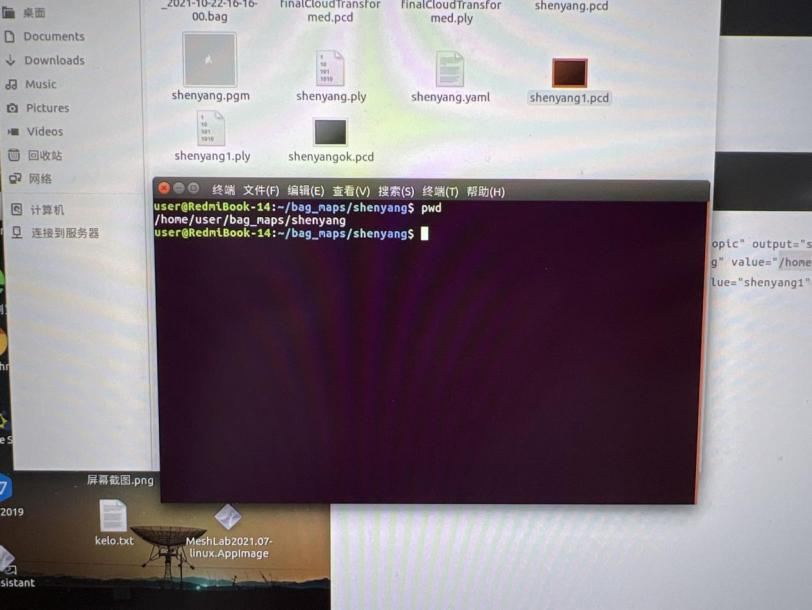 桌面
Documents
Downloads
Music
Pictures
Videos
回收站
网络
计算机
连接到服务器
_2021-10-22-16-16-
00.bag
finalCloudTransfor
med.pcd
finalCloudTransfor
med.ply
shenyang.pcd
shenyang.pgm
shenyang.ply
shenyang.yaml
shenyang1.pcd
shenyang1.ply
shenyangok.pcd
终端 文件(F) 编辑(E) 查看(V) 搜索(S) 终端(T) 帮助(H)
user@RedmiBook-14:~/bag_maps/shenyang$ pwd
/home/user/bag_maps/shenyang
user@RedmiBook-14:~/bag_maps/shenyang$
opic" output="s
g" value="/home
lue="shenyang1"
屏幕截图.png
2019
kelo.txt
MeshLab2021.07-
linux.AppImage
sistant